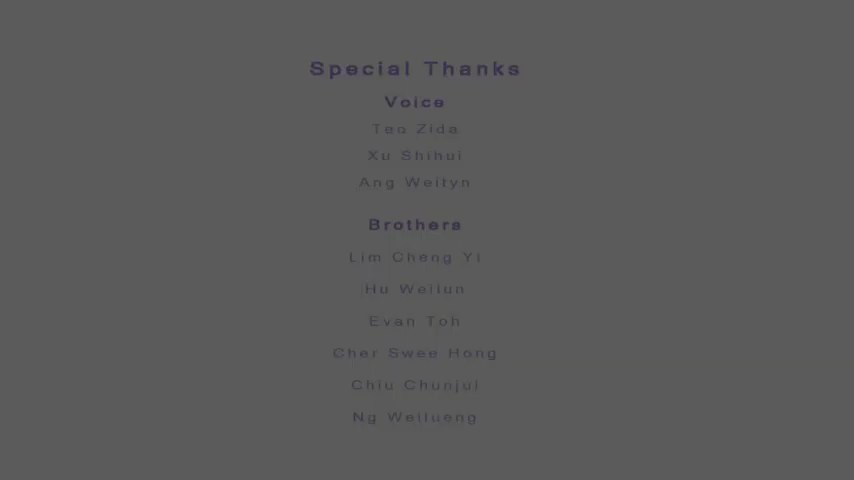 Special Thanks
Voice
Teo Zida
Xu Shihui
Ang Weityn
Brothers
Lim Cheng Yi
Hu Weilun
Evan Toh
Cher Swee Hong
Chiu Chunjui
Ng Weilueng